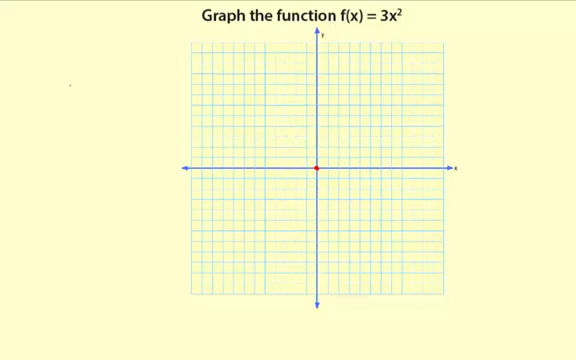 Graph the function f(x) = 3x²
y
x